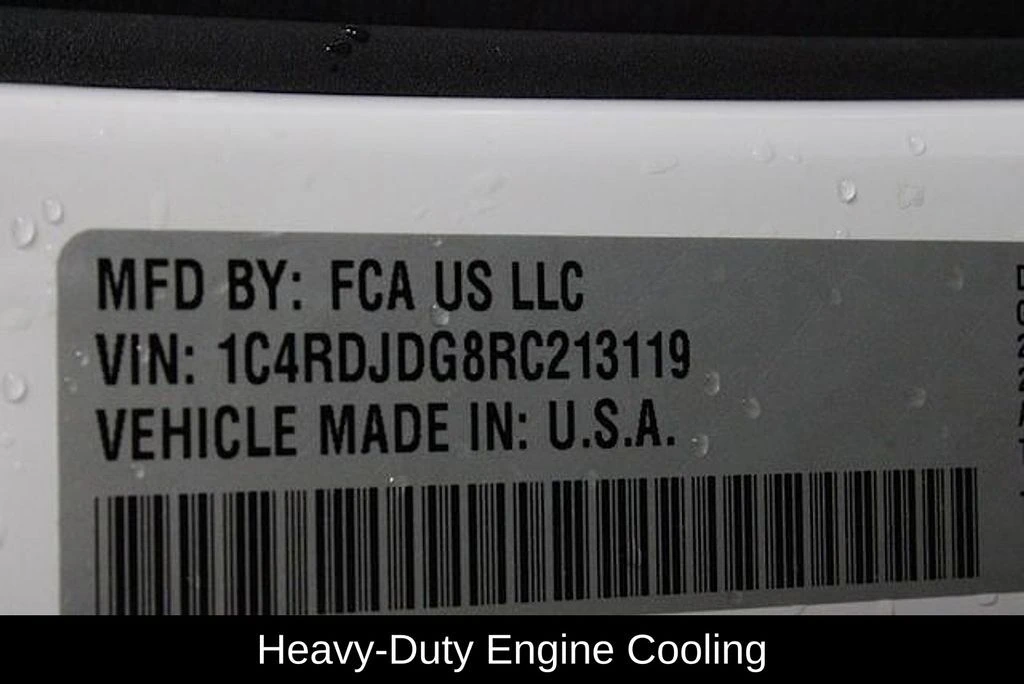 MFD BY: FCA US LLC
VIN: 1C4RDJDG8RC213119
VEHICLE MADE IN: U.S.A.
Heavy-Duty Engine Cooling